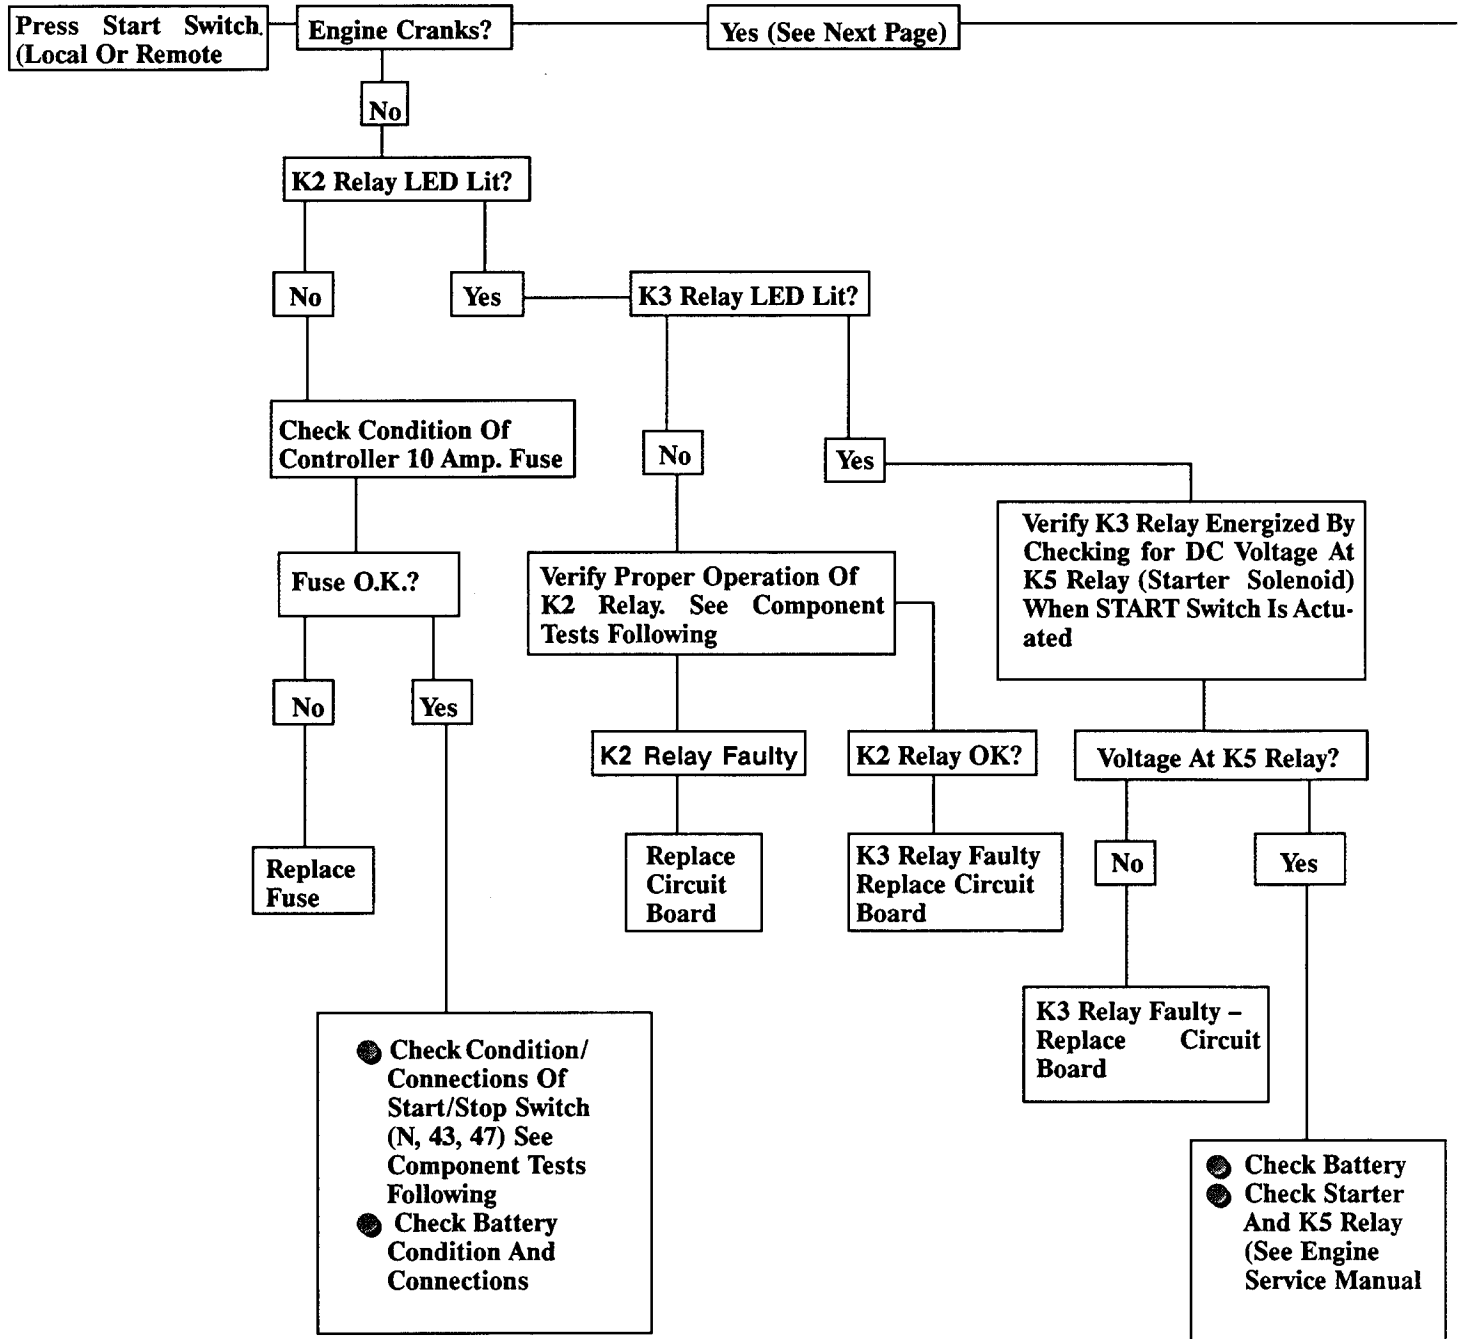 Press Start Switch.
(Local Or Remote
Engine Cranks?
Yes (See Next Page)
No
K2 Relay LED Lit?
No
Yes
K3 Relay LED Lit?
Check Condition Of
Controller 10 Amp. Fuse
No
Yes
Fuse O.K.?
Verify Proper Operation Of
K2 Relay. See Component
Tests Following
Verify K3 Relay Energized By
Checking for DC Voltage At
K5 Relay (Starter Solenoid)
When START Switch Is Actu-
ated
No
Yes
K2 Relay Faulty
K2 Relay OK?
Voltage At K5 Relay?
Replace
Fuse
Replace
Circuit
Board
K3 Relay Faulty
Replace Circuit
Board
No
Yes
K3 Relay Faulty –
Replace Circuit
Board
Check Condition/
Connections Of
Start/Stop Switch
(N, 43, 47) See
Component Tests
Following
Check Battery
Condition And
Connections
Check Battery
Check Starter
And K5 Relay
(See Engine
Service Manual